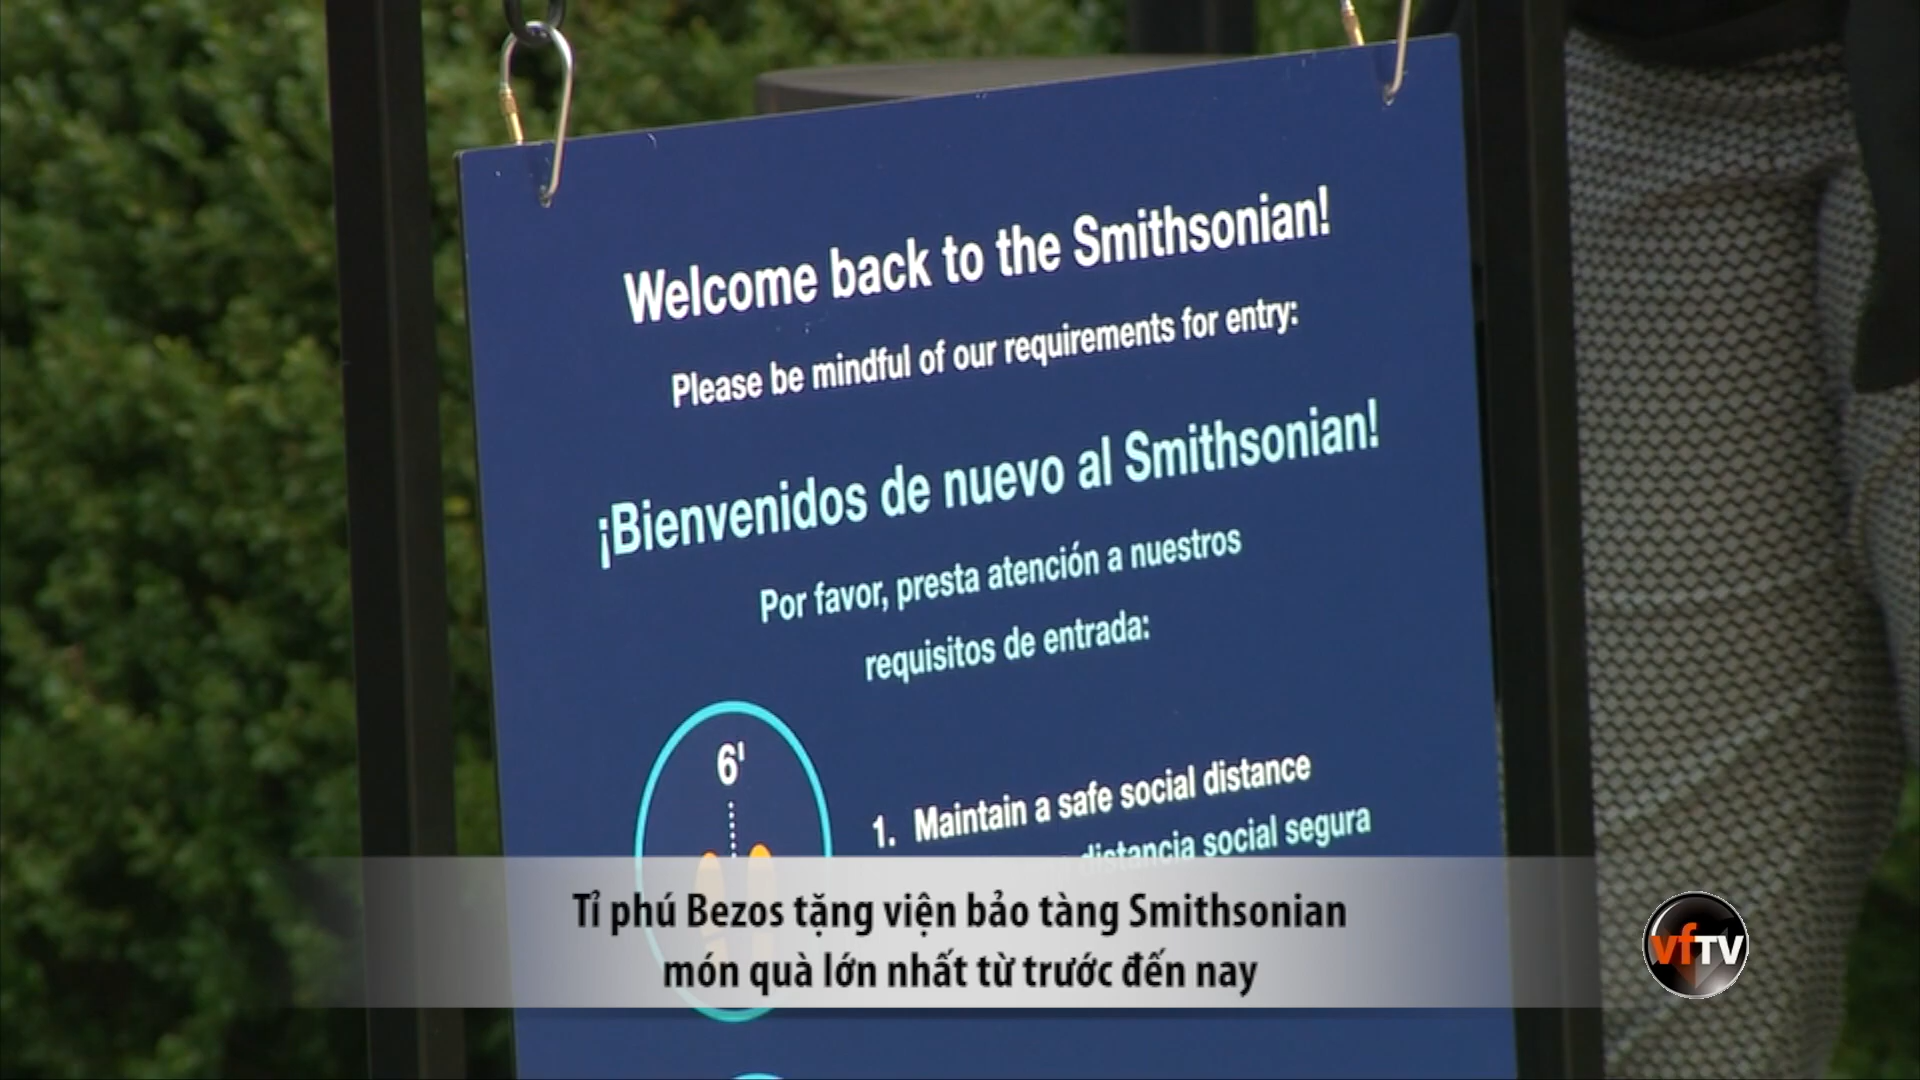 Welcome back to the Smithsonian!
Please be mindful of our requirements for entry:
¡Bienvenidos de nuevo al Smithsonian!
Por favor, presta atención a nuestros
requisitos de entrada:
6'
1. Maintain a safe social distance
distancia social segura
Tỉ phú Bezos tặng viện bảo tàng Smithsonian
món quà lớn nhất từ trước đến nay
vfTV